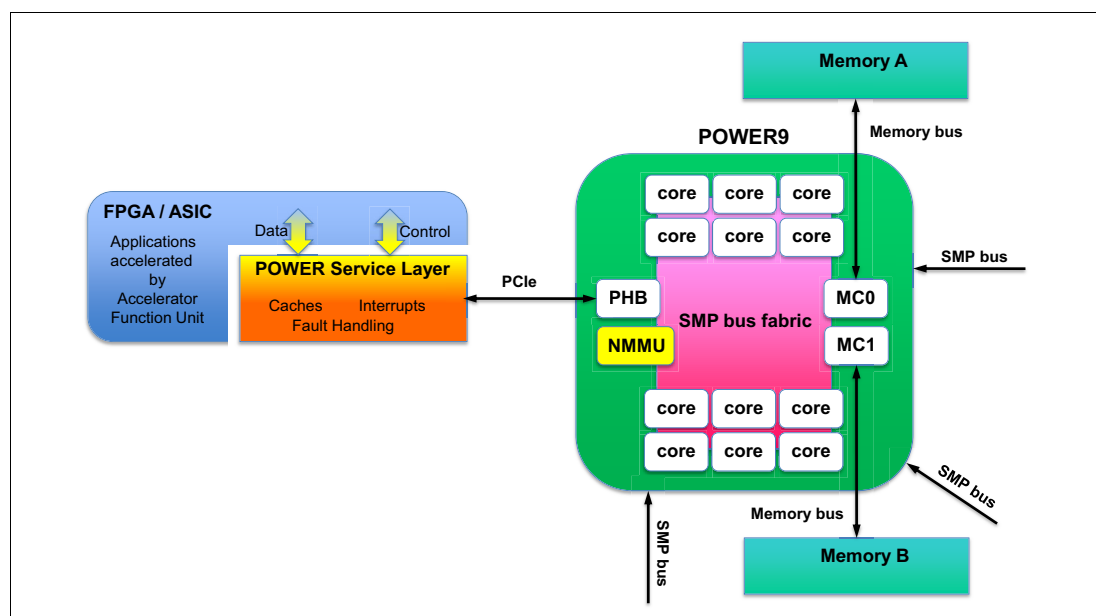 Memory A
Memory bus
POWER9
core core core
core core core
FPGA / ASIC
Applications
accelerated
by
Accelerator
Function Unit
Data
Control
POWER Service Layer
Caches Interrupts
Fault Handling
PCIe
PHB
NMMU
SMP bus fabric
MC0
MC1
SMP bus
core core core
core core core
SMP bus
SMP bus
Memory bus
Memory B